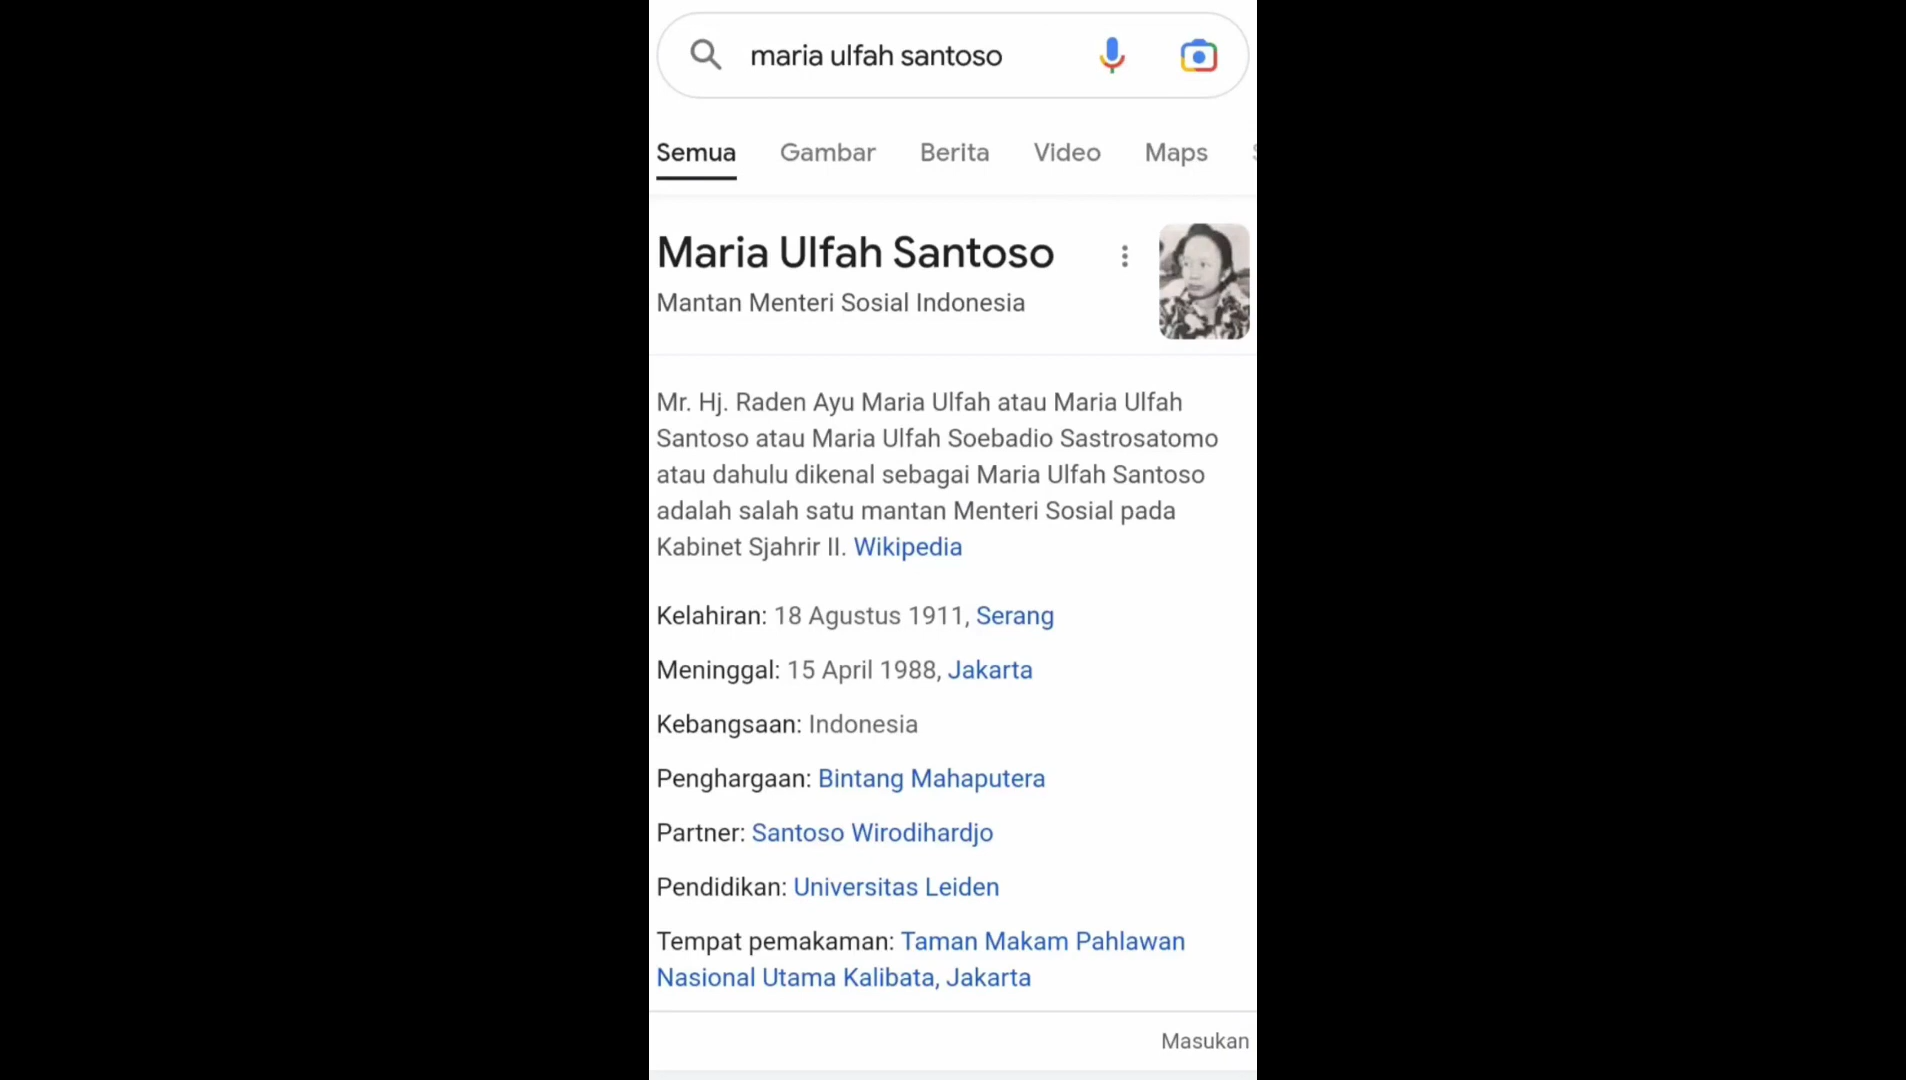 maria ulfah santoso
Semua Gambar Berita Video Maps
Maria Ulfah Santoso
Mantan Menteri Sosial Indonesia
Mr. Hj. Raden Ayu Maria Ulfah atau Maria Ulfah
Santoso atau Maria Ulfah Soebadio Sastrosatomo
atau dahulu dikenal sebagai Maria Ulfah Santoso
adalah salah satu mantan Menteri Sosial pada
Kabinet Sjahrir II. Wikipedia
Kelahiran: 18 Agustus 1911, Serang
Meninggal: 15 April 1988, Jakarta
Kebangsaan: Indonesia
Penghargaan: Bintang Mahaputera
Partner: Santoso Wirodihardjo
Pendidikan: Universitas Leiden
Tempat pemakaman: Taman Makam Pahlawan
Nasional Utama Kalibata, Jakarta
Masukan